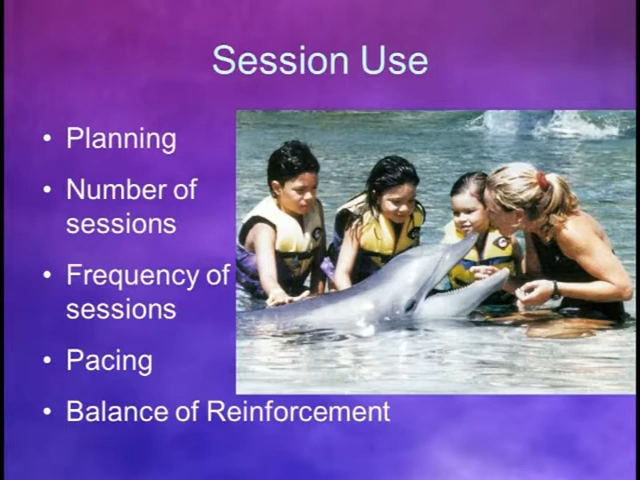 Session Use
• Planning
• Number of
sessions
• Frequency of
sessions
• Pacing
• Balance of Reinforcement